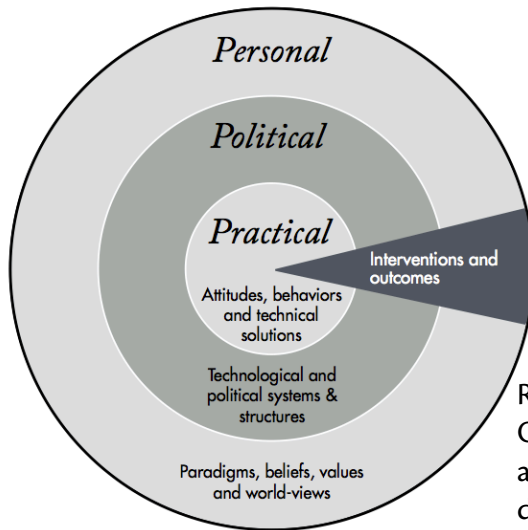 Personal
Political
Practical
Interventions and
outcomes
Attitudes, behaviors
and technical
solutions
Technological and
political systems &
structures
Paradigms, beliefs, values
and world-views